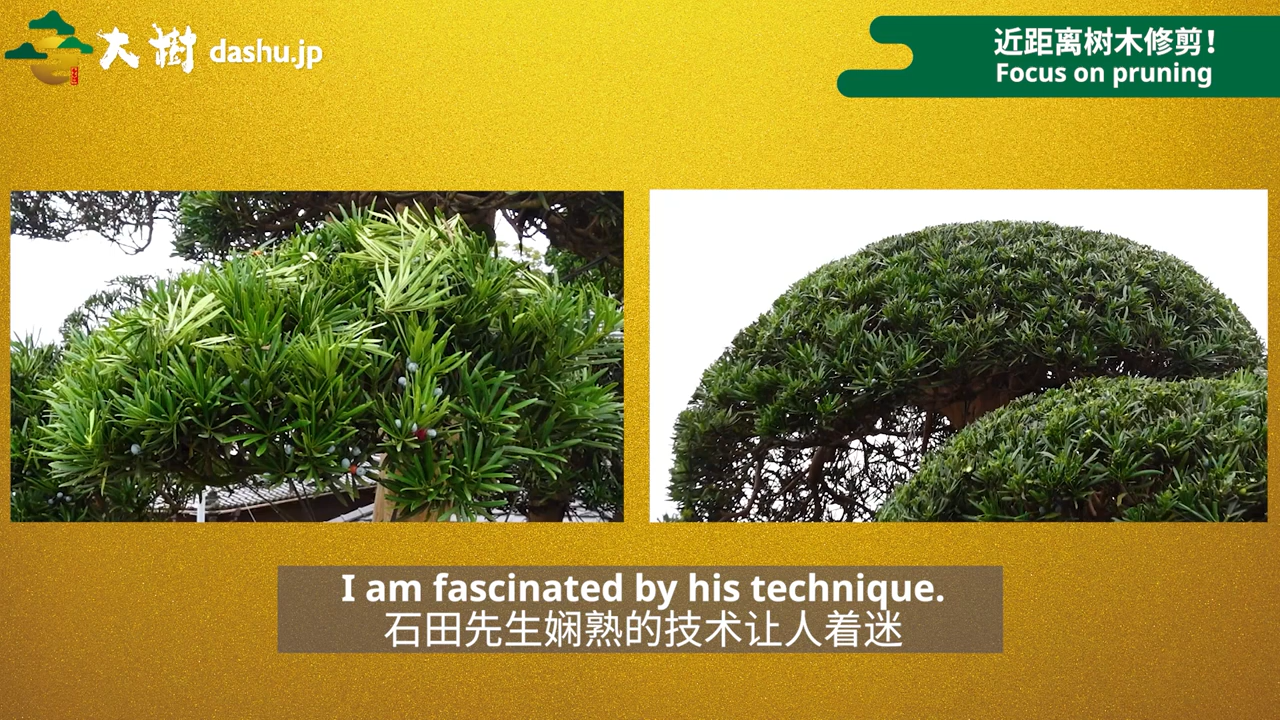 大樹 dashu.jp
近距离树木修剪！
Focus on pruning
I am fascinated by his technique.
石田先生娴熟的技术让人着迷